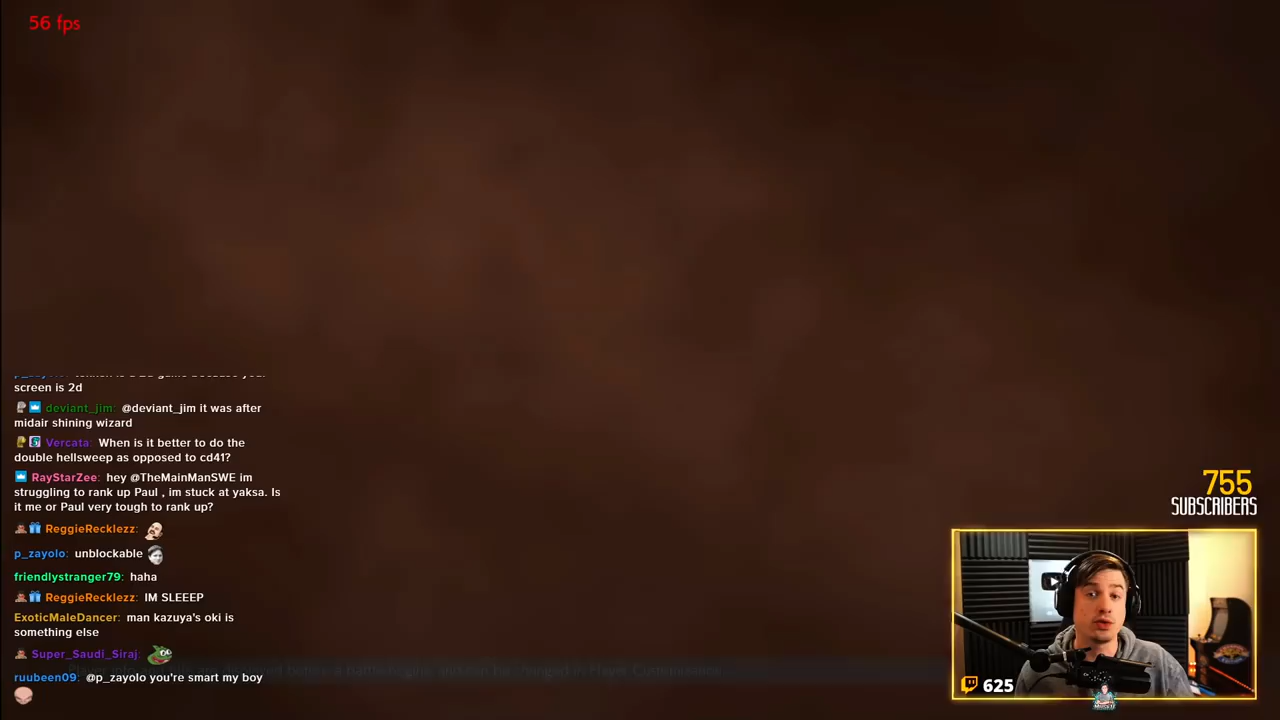 56 fps
screen is 2d
deviant_jim: @deviant_jim it was after
midair shining wizard
Vercata: When is it better to do the
double hellsweep as opposed to cd41?
RayStarZee: hey @TheMainManSWE im
struggling to rank up Paul , im stuck at yaksa. Is
it me or Paul very tough to rank up?
ReggieRecklezz:
p_zayolo: unblockable
friendlystranger79: haha
ReggieRecklezz: IM SLEEEP
ExoticMaleDancer: man kazuya's oki is
something else
Super_Saudi_Siraj:
ruubeen09: @p_zayolo you're smart my boy
755
SUBSCRIBERS
625